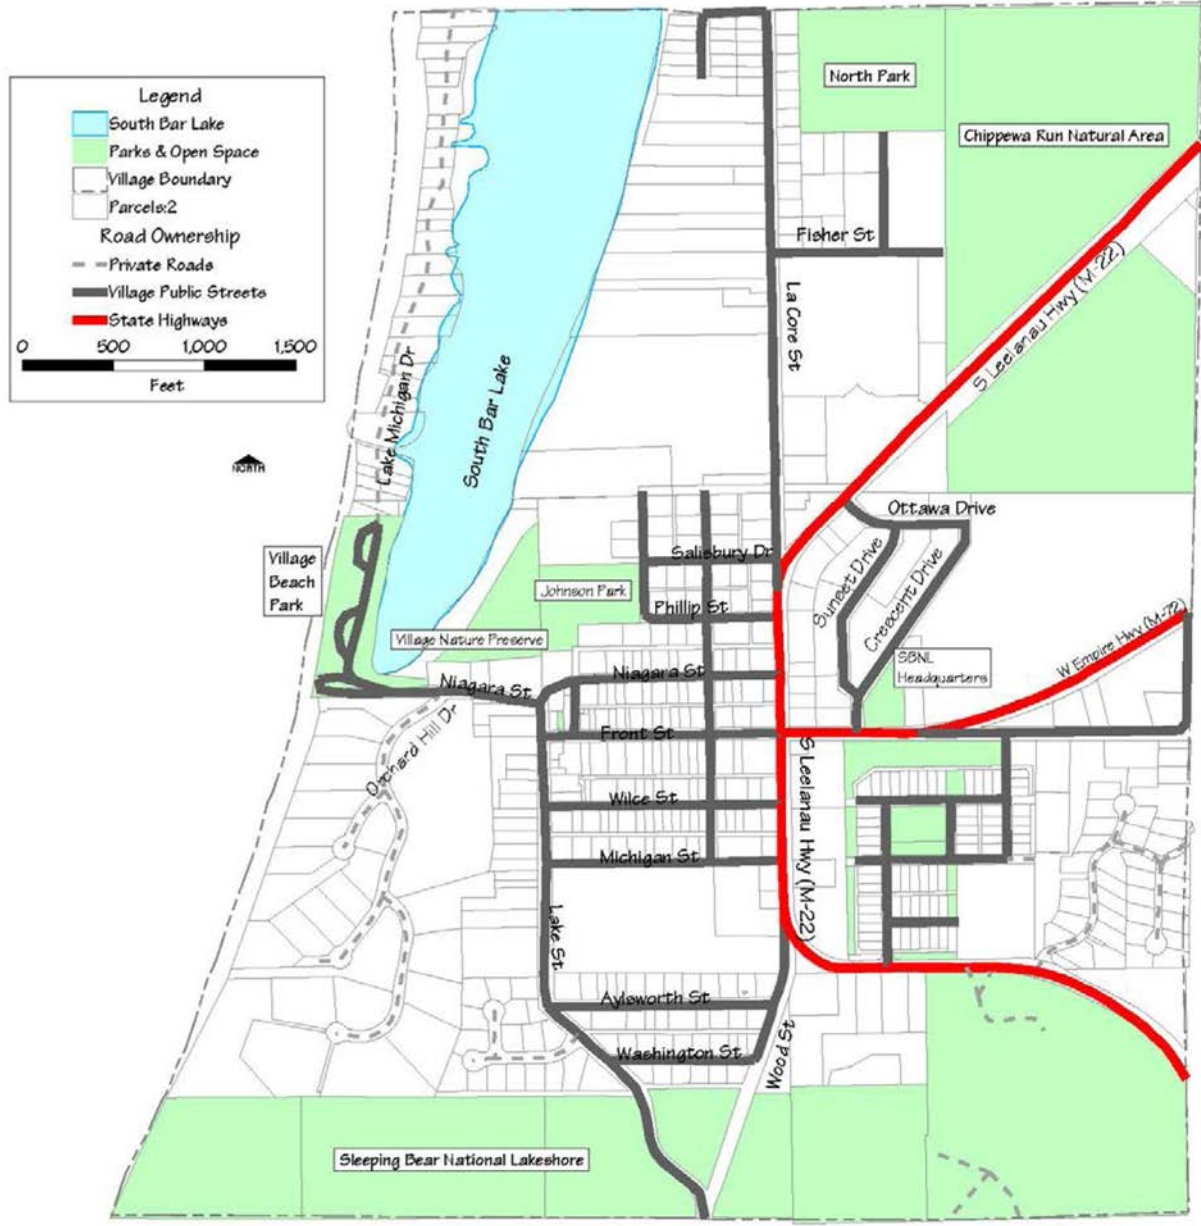 Legend
South Bar Lake
Parks & Open Space
Village Boundary
Parcels:2
Road Ownership
Private Roads
Village Public Streets
State Highways
0 500 1,000 1,500
Feet
NORTH
North Park
Chippewa Run Natural Area
Fisher St
La Core St
S Leelanau Hwy (M-22)
Lake Michigan Dr
South Bar Lake
Ottawa Drive
Salisbury Dr
Sunset Drive
Crescent Drive
Village
Beach
Park
Johnson Park
Phillip St
Village Nature Preserve
W Empire Hwy (M-72)
SBNL
Headquarters
Niagara St
Niagara St
Orchard Hill Dr
Front St
S Leelanau Hwy (M-22)
Wilce St
Michigan St
Lake St
Aylsworth St
Washington St
Wood St
Sleeping Bear National Lakeshore